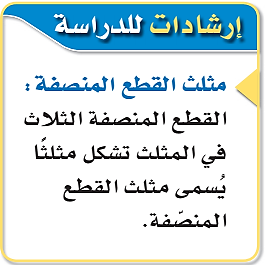 إرشادات للدراسة
مثلث القطع المنصفة :
القطع المنصفة الثلاث
في المثلث تشكل مثلثًا
يُسمى مثلث القطع
المنصّفة.